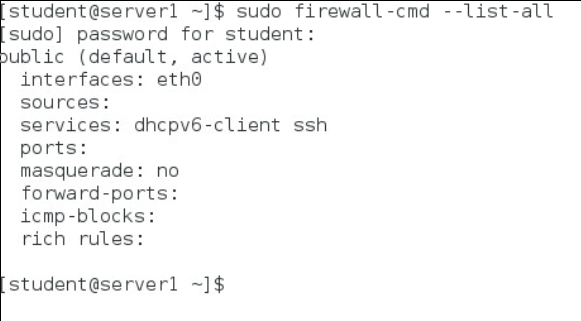 [student@server1 ~]$ sudo firewall-cmd --list-all
[sudo] password for student:
public (default, active)
  interfaces: eth0
  sources:
  services: dhcpv6-client ssh
  ports:
  masquerade: no
  forward-ports:
  icmp-blocks:
  rich rules:

[student@server1 ~]$